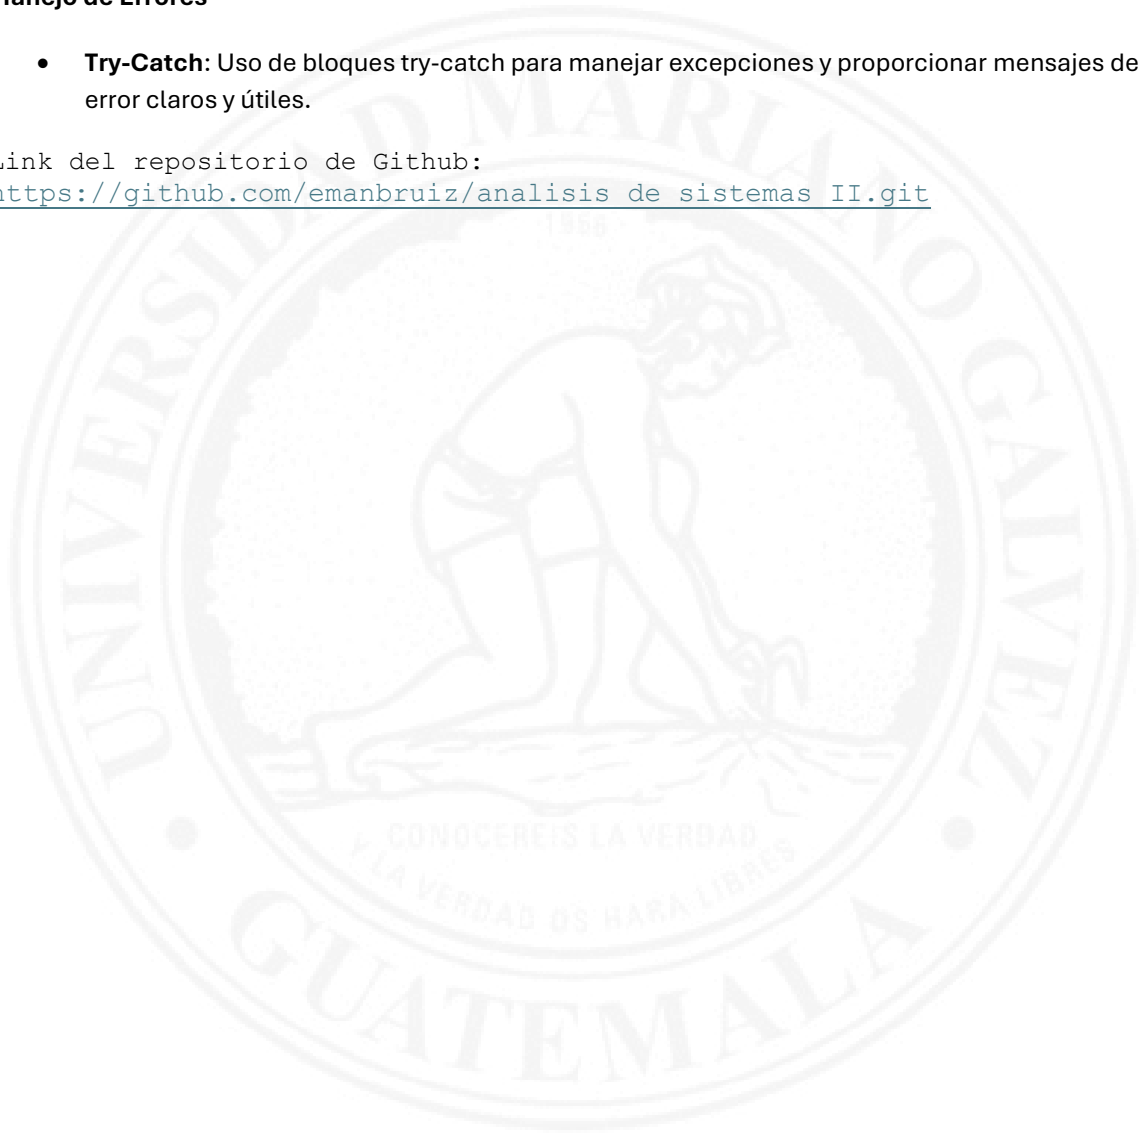 anejo de Errores
• Try-Catch: Uso de bloques try-catch para manejar excepciones y proporcionar mensajes de
error claros y útiles.
Link del repositorio de Github:
https://github.com/emanbruiz/analisis de sistemas II.git
UNIVERSIDAD MARIANO GALVEZ
1966
CONOCEREIS LA VERDAD
Y LA VERDAD OS HARA LIBRES
GUATEMALA